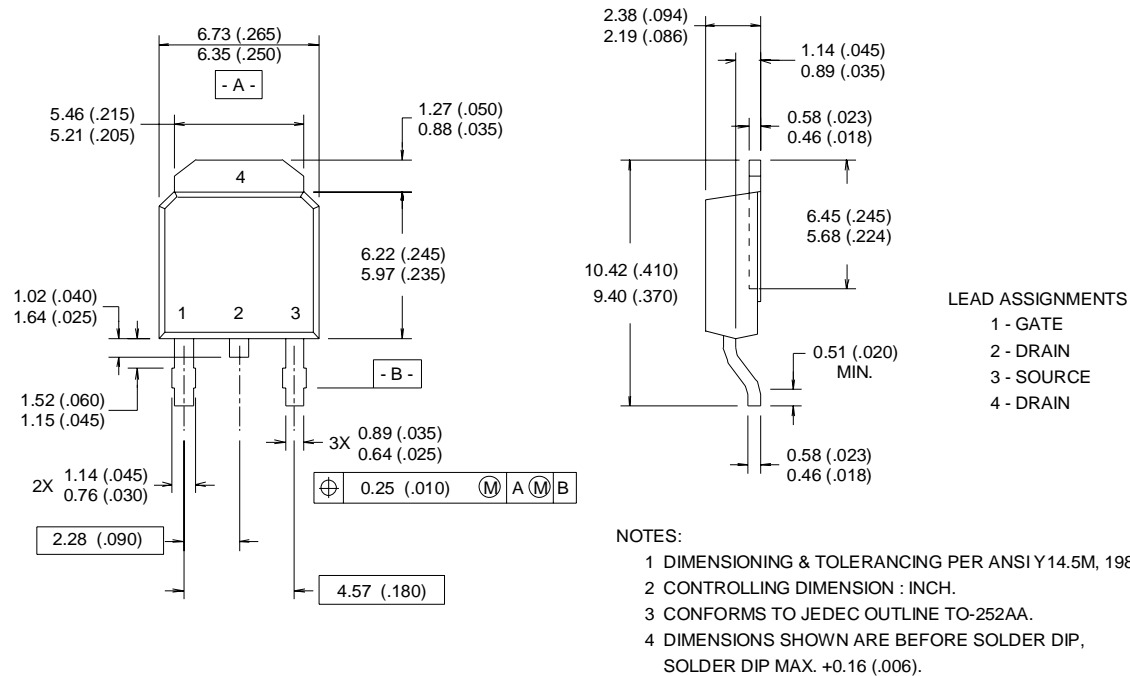 6.73 (.265)
6.35 (.250)
- A -
5.46 (.215)
5.21 (.205)
1.27 (.050)
0.88 (.035)
4
6.22 (.245)
5.97 (.235)
1.02 (.040)
1.64 (.025)
1 2 3
- B -
1.52 (.060)
1.15 (.045)
3X 0.89 (.035)
0.64 (.025)
2X 1.14 (.045)
0.76 (.030)
⌖ 0.25 (.010) Ⓜ A Ⓜ B
2.28 (.090)
4.57 (.180)
2.38 (.094)
2.19 (.086)
1.14 (.045)
0.89 (.035)
0.58 (.023)
0.46 (.018)
6.45 (.245)
5.68 (.224)
10.42 (.410)
9.40 (.370)
0.51 (.020)
MIN.
0.58 (.023)
0.46 (.018)
LEAD ASSIGNMENTS
1 - GATE
2 - DRAIN
3 - SOURCE
4 - DRAIN
NOTES:
1 DIMENSIONING & TOLERANCING PER ANSI Y14.5M, 198
2 CONTROLLING DIMENSION : INCH.
3 CONFORMS TO JEDEC OUTLINE TO-252AA.
4 DIMENSIONS SHOWN ARE BEFORE SOLDER DIP,
SOLDER DIP MAX. +0.16 (.006).